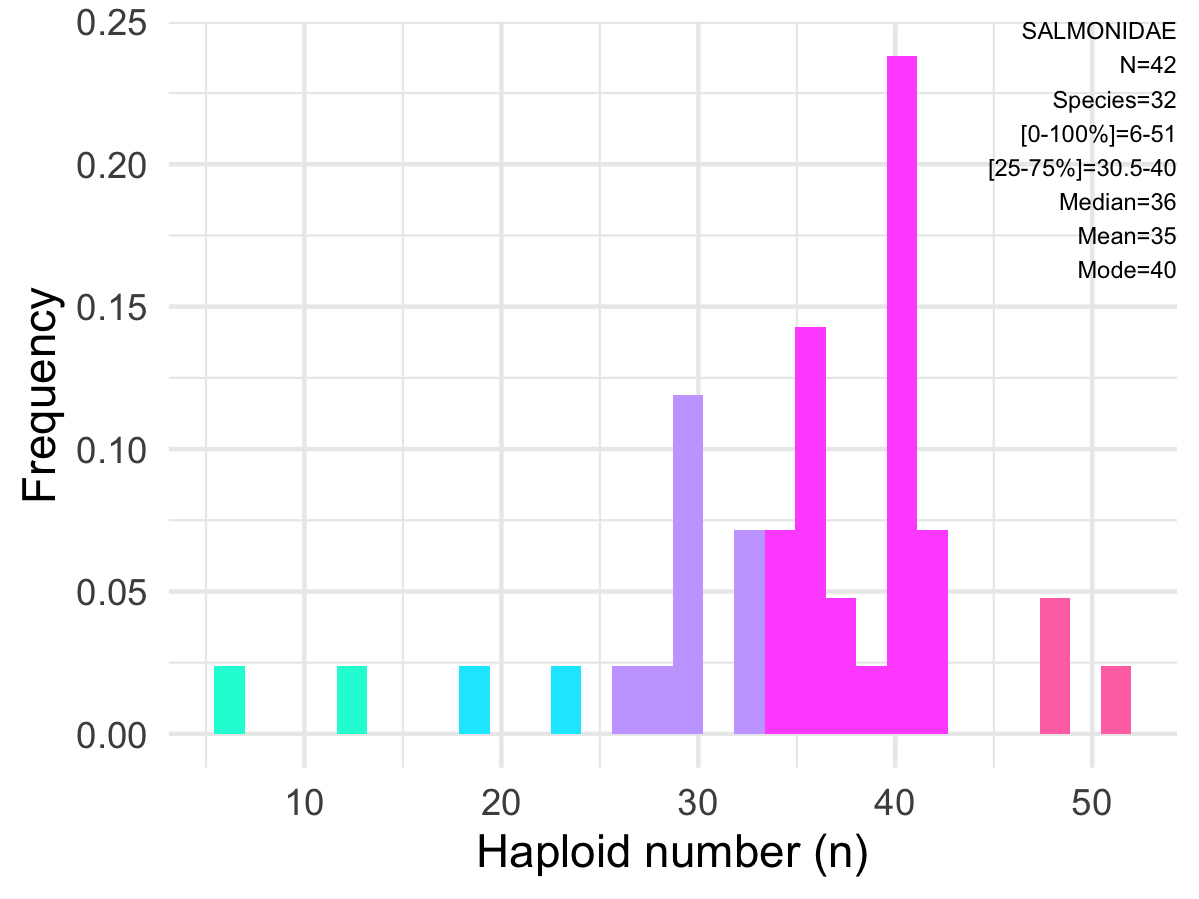 SALMONIDAE
N=42
Species=32
[0-100%]=6-51
[25-75%]=30.5-40
Median=36
Mean=35
Mode=40
Frequency
0.25
0.20
0.15
0.10
0.05
0.00
10 20 30 40 50
Haploid number (n)